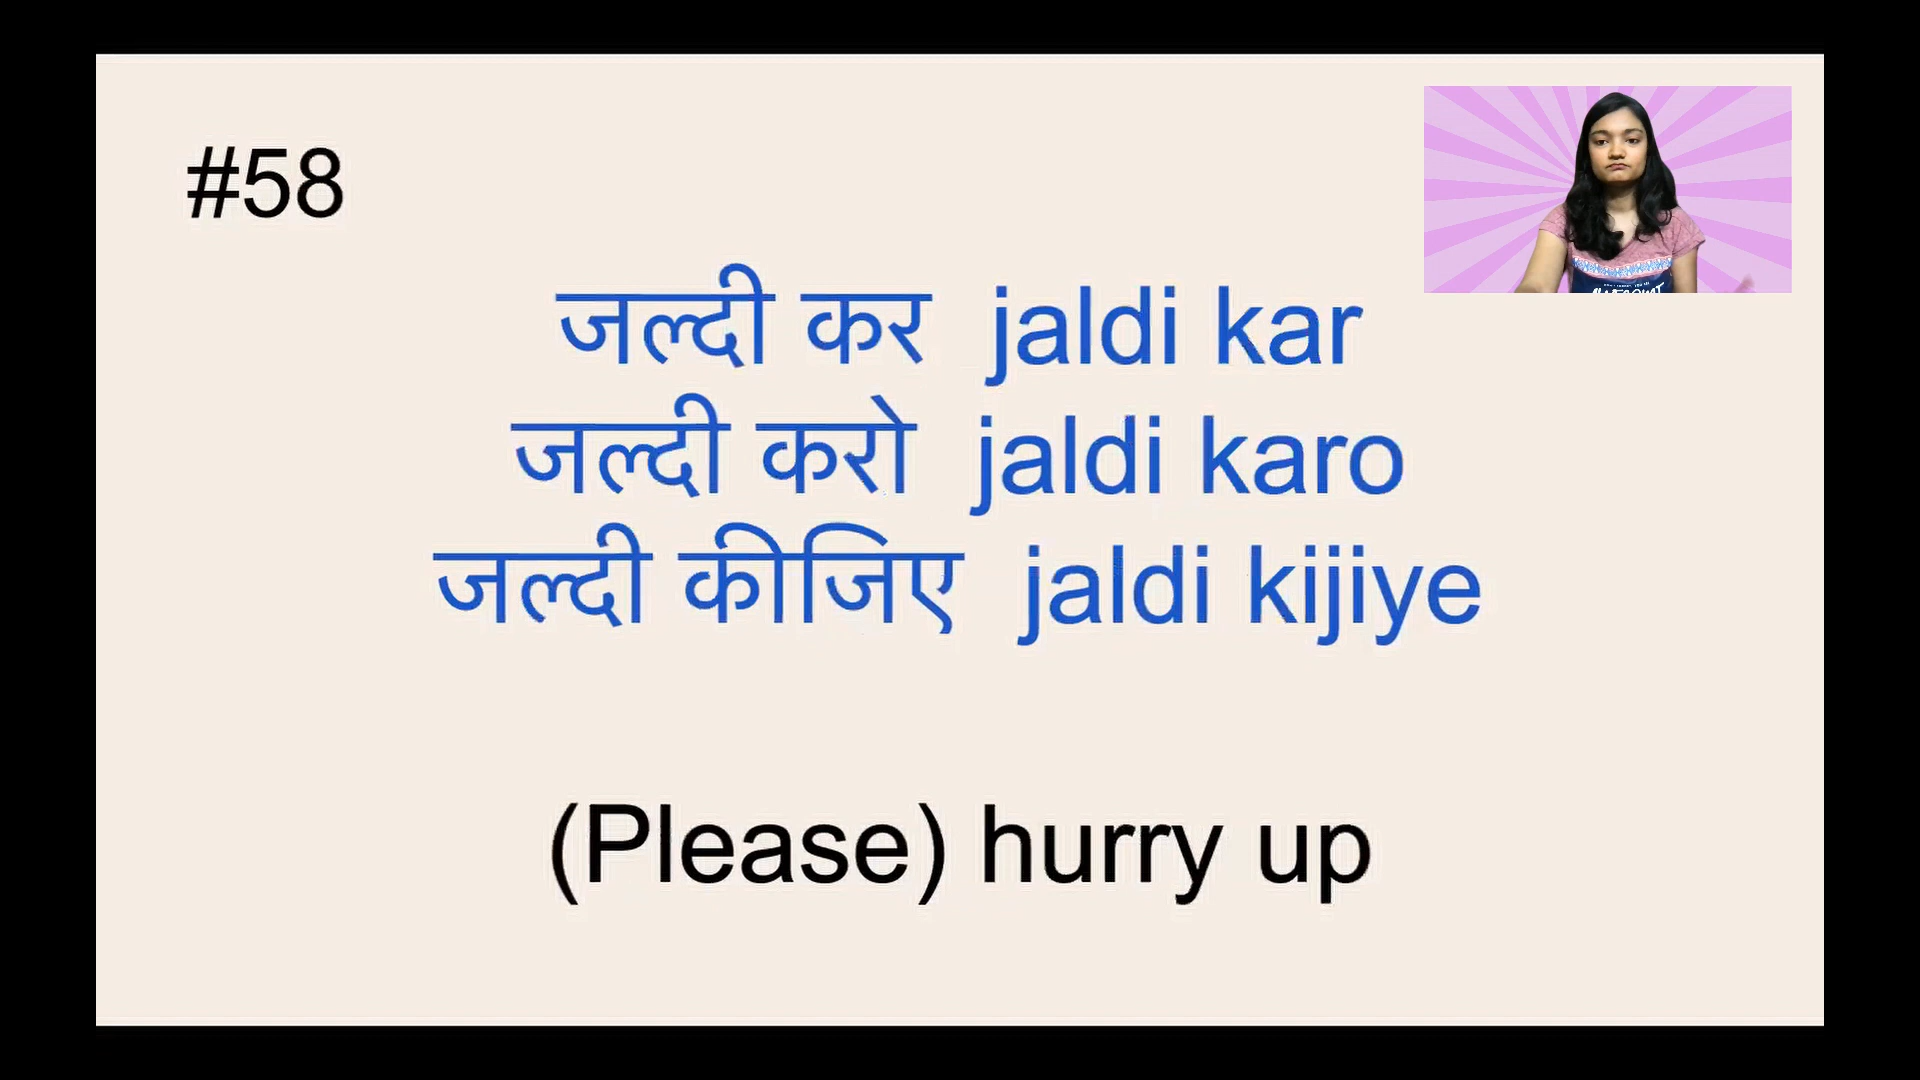 #58
जल्दी कर jaldi kar
जल्दी करो jaldi karo
जल्दी कीजिए jaldi kijiye
(Please) hurry up